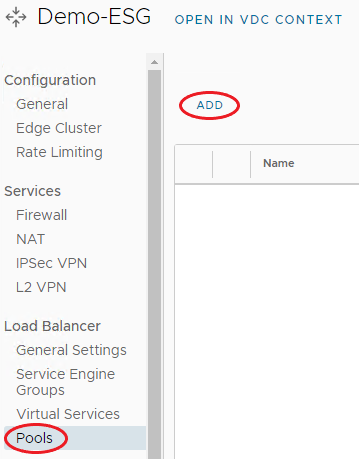 Demo-ESG OPEN IN VDC CONTEXT
Configuration
General
Edge Cluster
Rate Limiting
Services
Firewall
NAT
IPSec VPN
L2 VPN
Load Balancer
General Settings
Service Engine
Groups
Virtual Services
Pools
ADD
Name